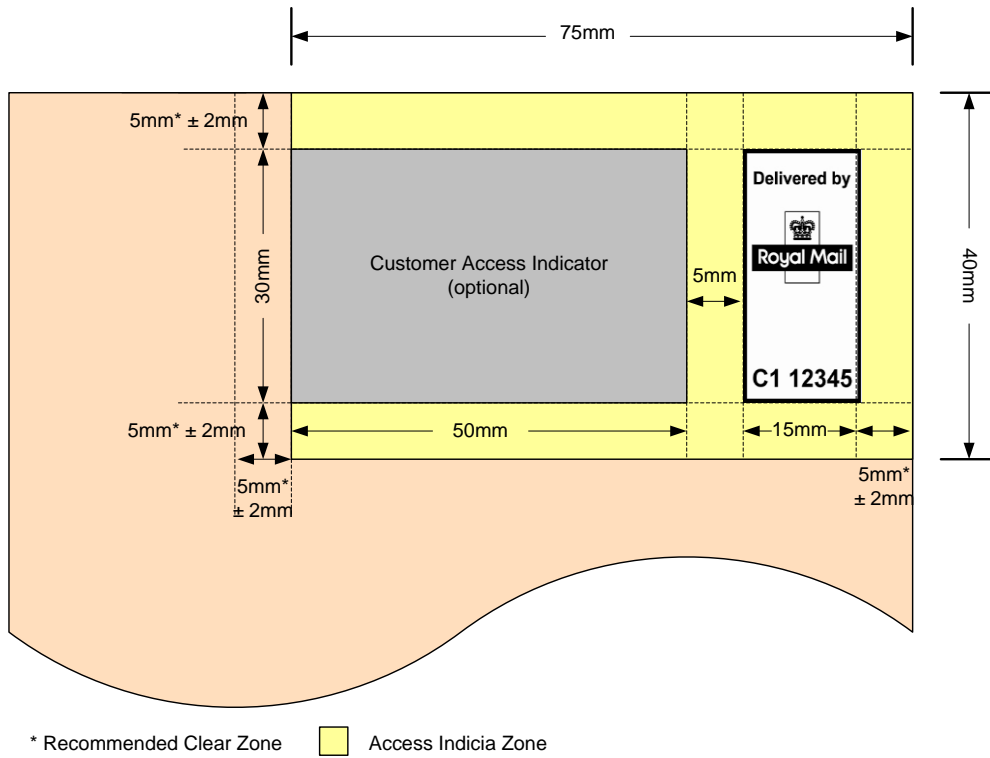 75mm
5mm* ± 2mm
Delivered by
Royal Mail
C1 12345
30mm
Customer Access Indicator
(optional)
5mm
40mm
5mm* ± 2mm
50mm
15mm
5mm*
± 2mm
5mm*
± 2mm
* Recommended Clear Zone
Access Indicia Zone